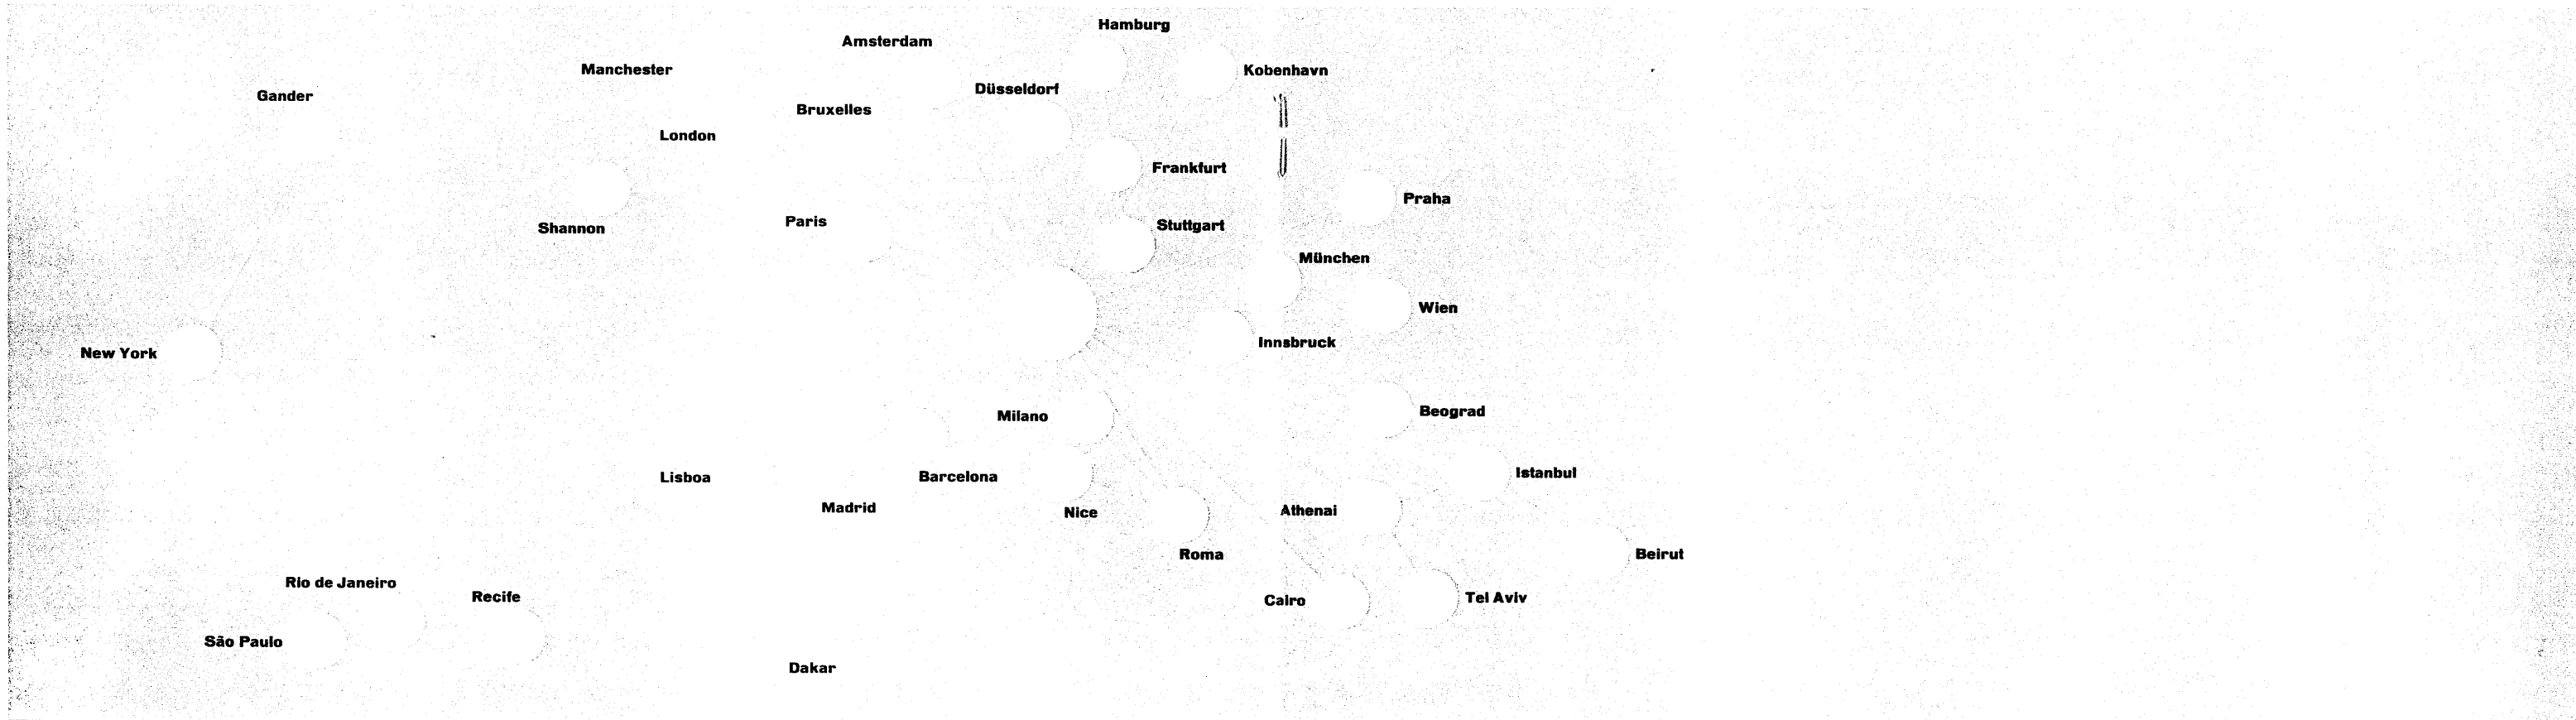 Hamburg
Amsterdam
Manchester
Kobenhavn
Düsseldorf
Gander
Bruxelles
London
Frankfurt
Praha
Paris
Stuttgart
Shannon
München
Wien
Innsbruck
New York
Beograd
Milano
Istanbul
Barcelona
Lisboa
Madrid
Athenai
Nice
Roma
Beirut
Rio de Janeiro
Recife
Tel Aviv
Cairo
São Paulo
Dakar